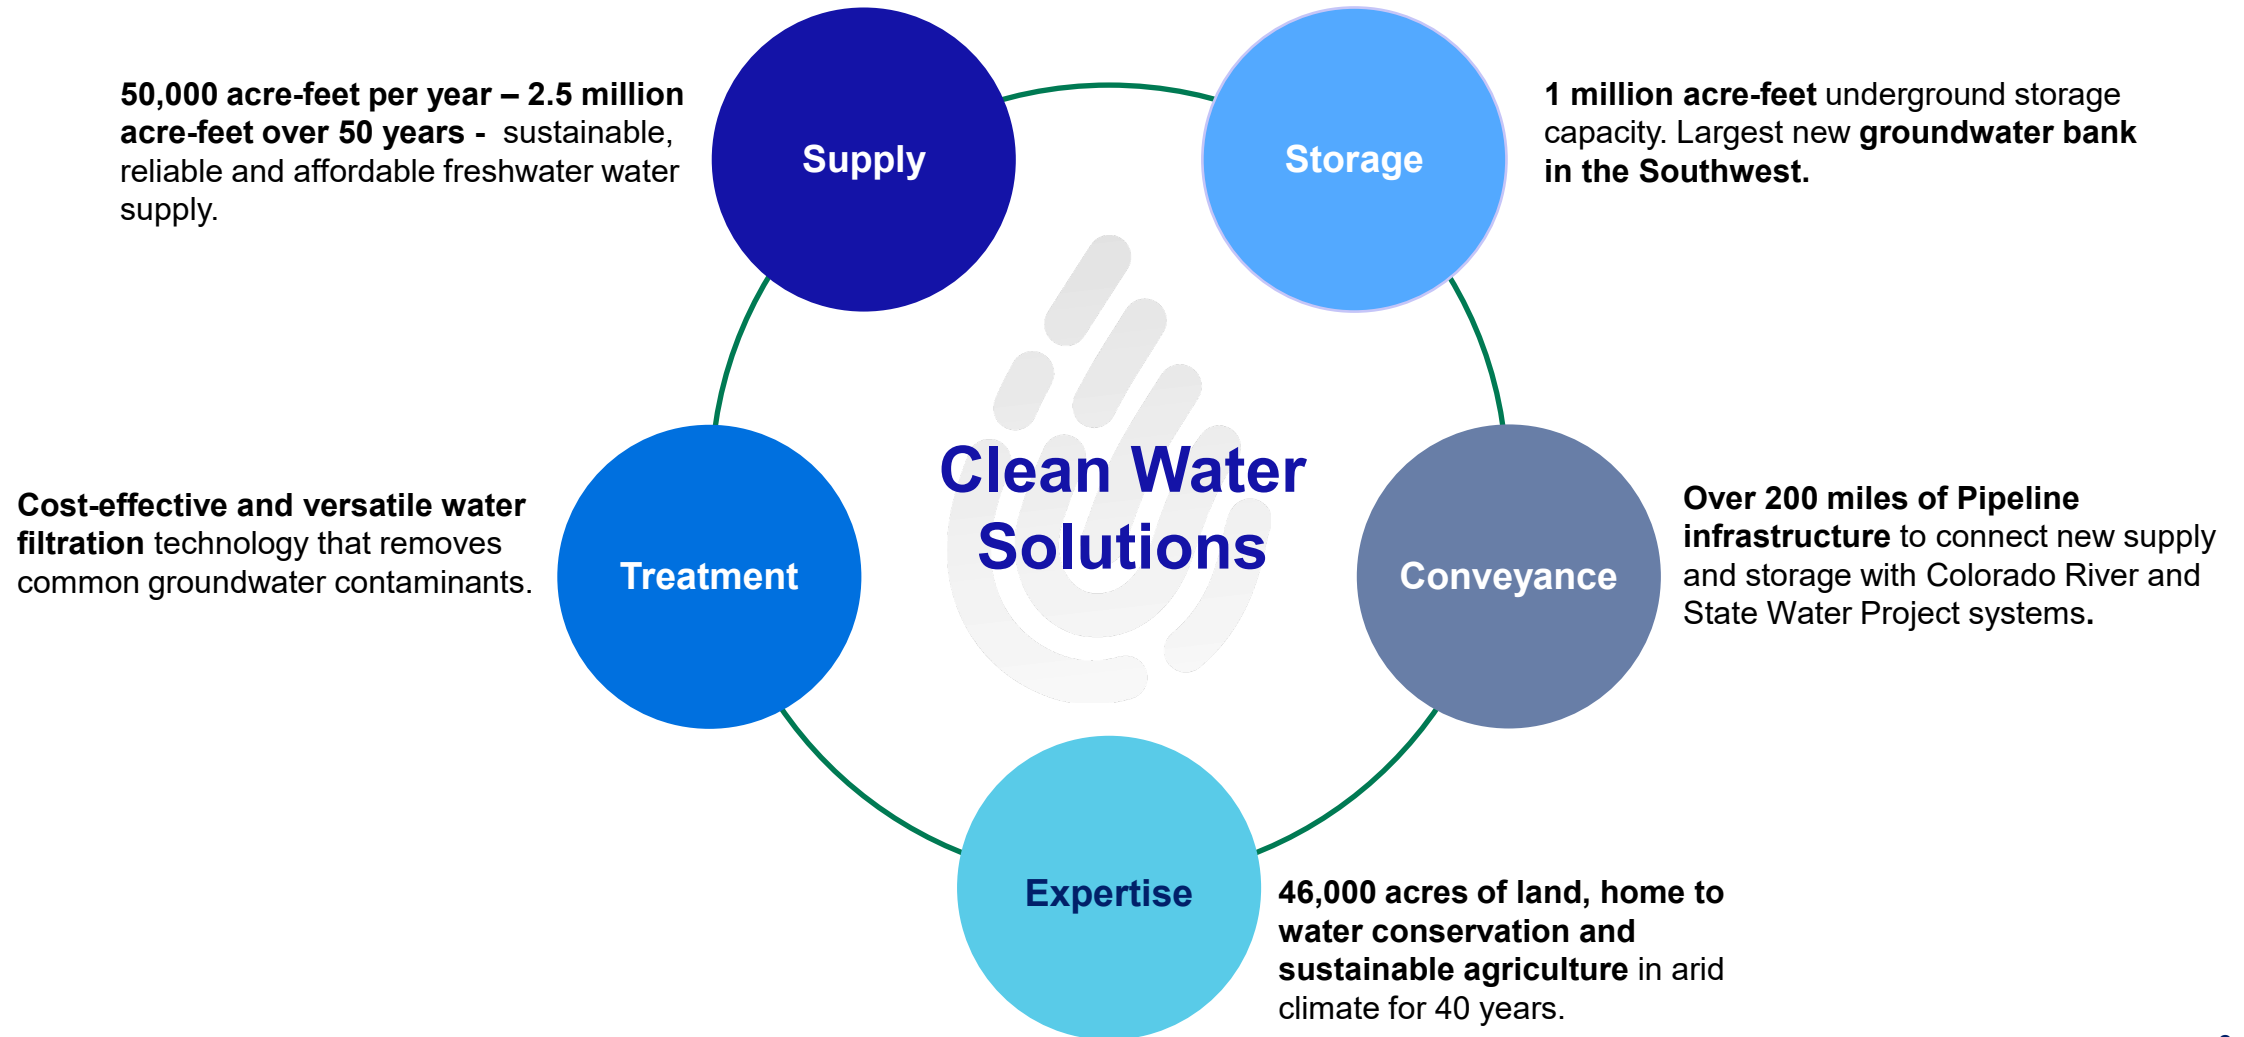 50,000 acre-feet per year – 2.5 million
acre-feet over 50 years - sustainable,
reliable and affordable freshwater water
supply.
Supply
Storage
1 million acre-feet underground storage
capacity. Largest new groundwater bank
in the Southwest.
Clean Water
Solutions
Cost-effective and versatile water
filtration technology that removes
common groundwater contaminants.
Treatment
Conveyance
Over 200 miles of Pipeline
infrastructure to connect new supply
and storage with Colorado River and
State Water Project systems.
Expertise
46,000 acres of land, home to
water conservation and
sustainable agriculture in arid
climate for 40 years.